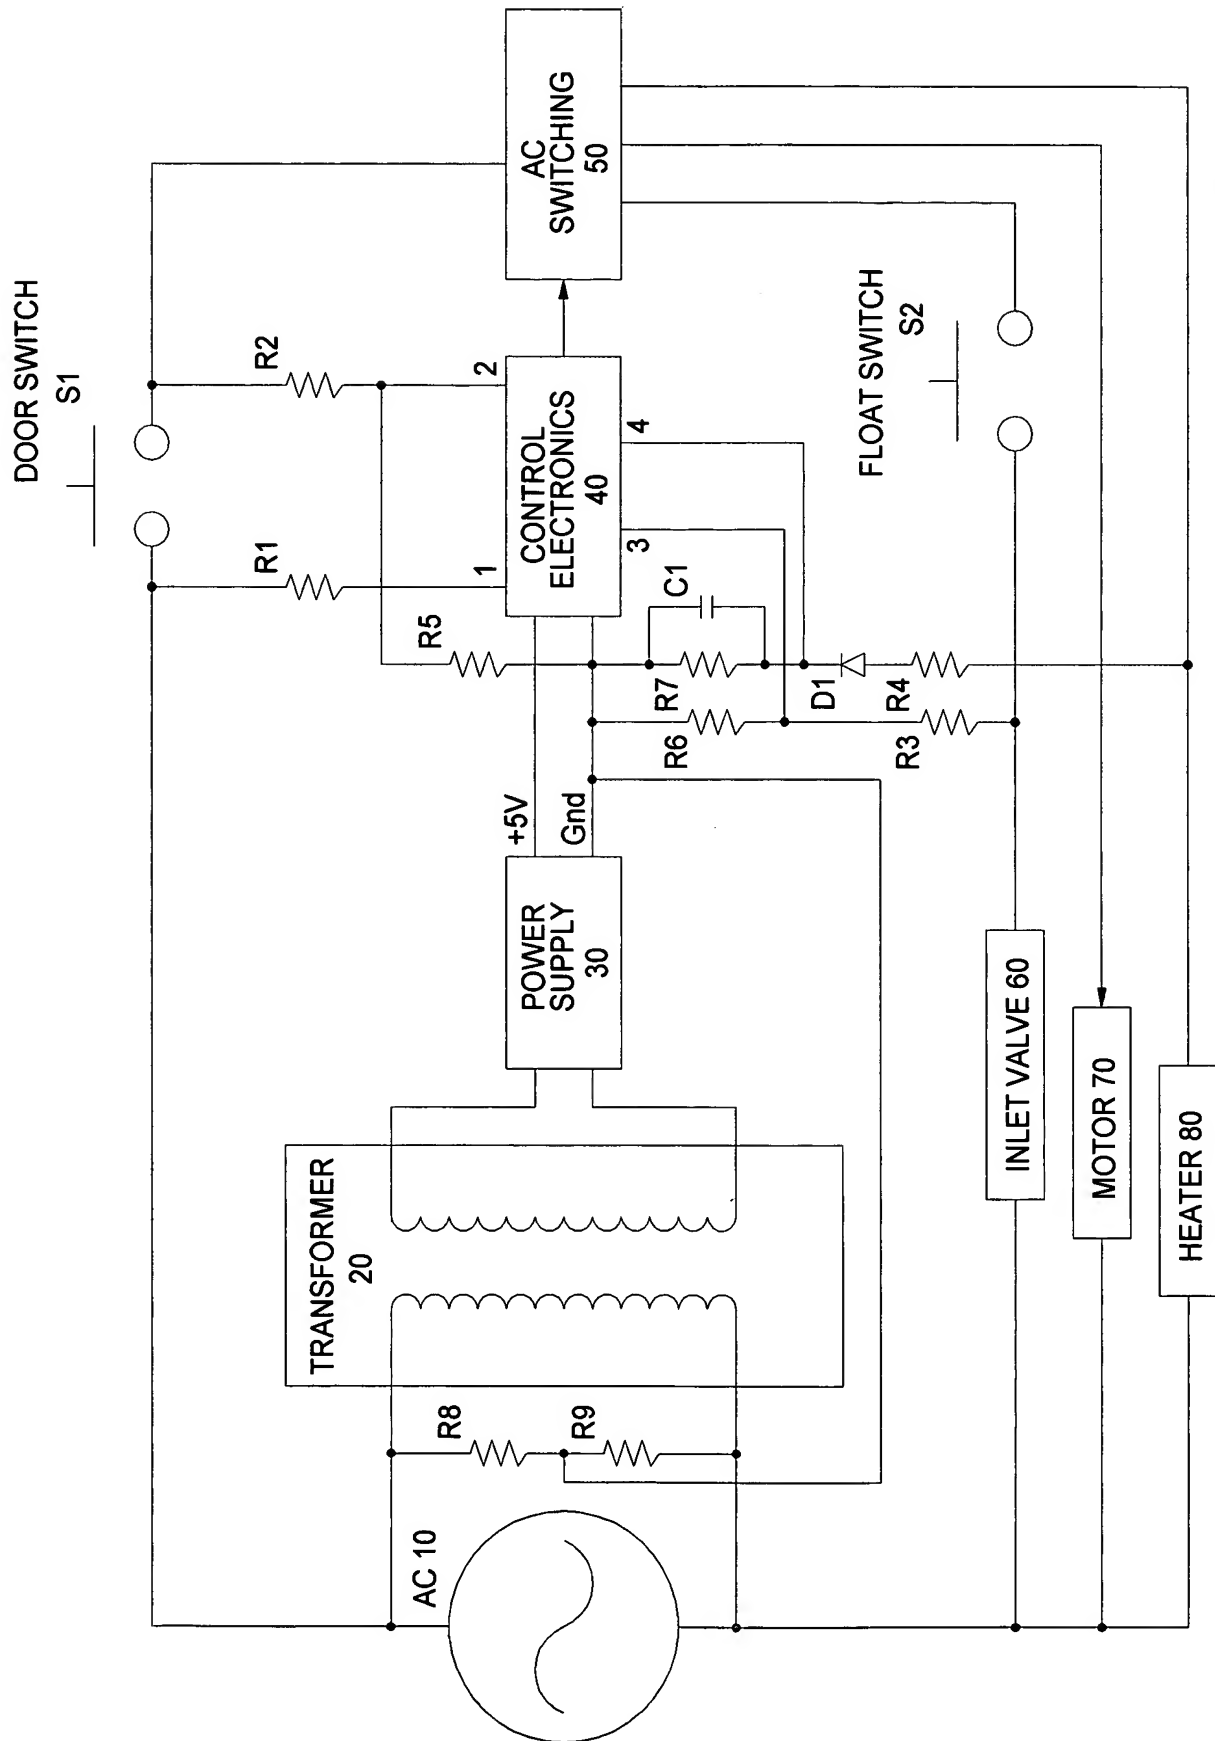 DOOR SWITCH
S1
R1
R2
AC
SWITCHING
50
TRANSFORMER
20
AC 10
R8
R9
POWER
SUPPLY
30
+5V
Gnd
R5
1
2
CONTROL
ELECTRONICS
40
3
4
R6
R7
C1
D1
R3
R4
FLOAT SWITCH
S2
INLET VALVE 60
MOTOR 70
HEATER 80